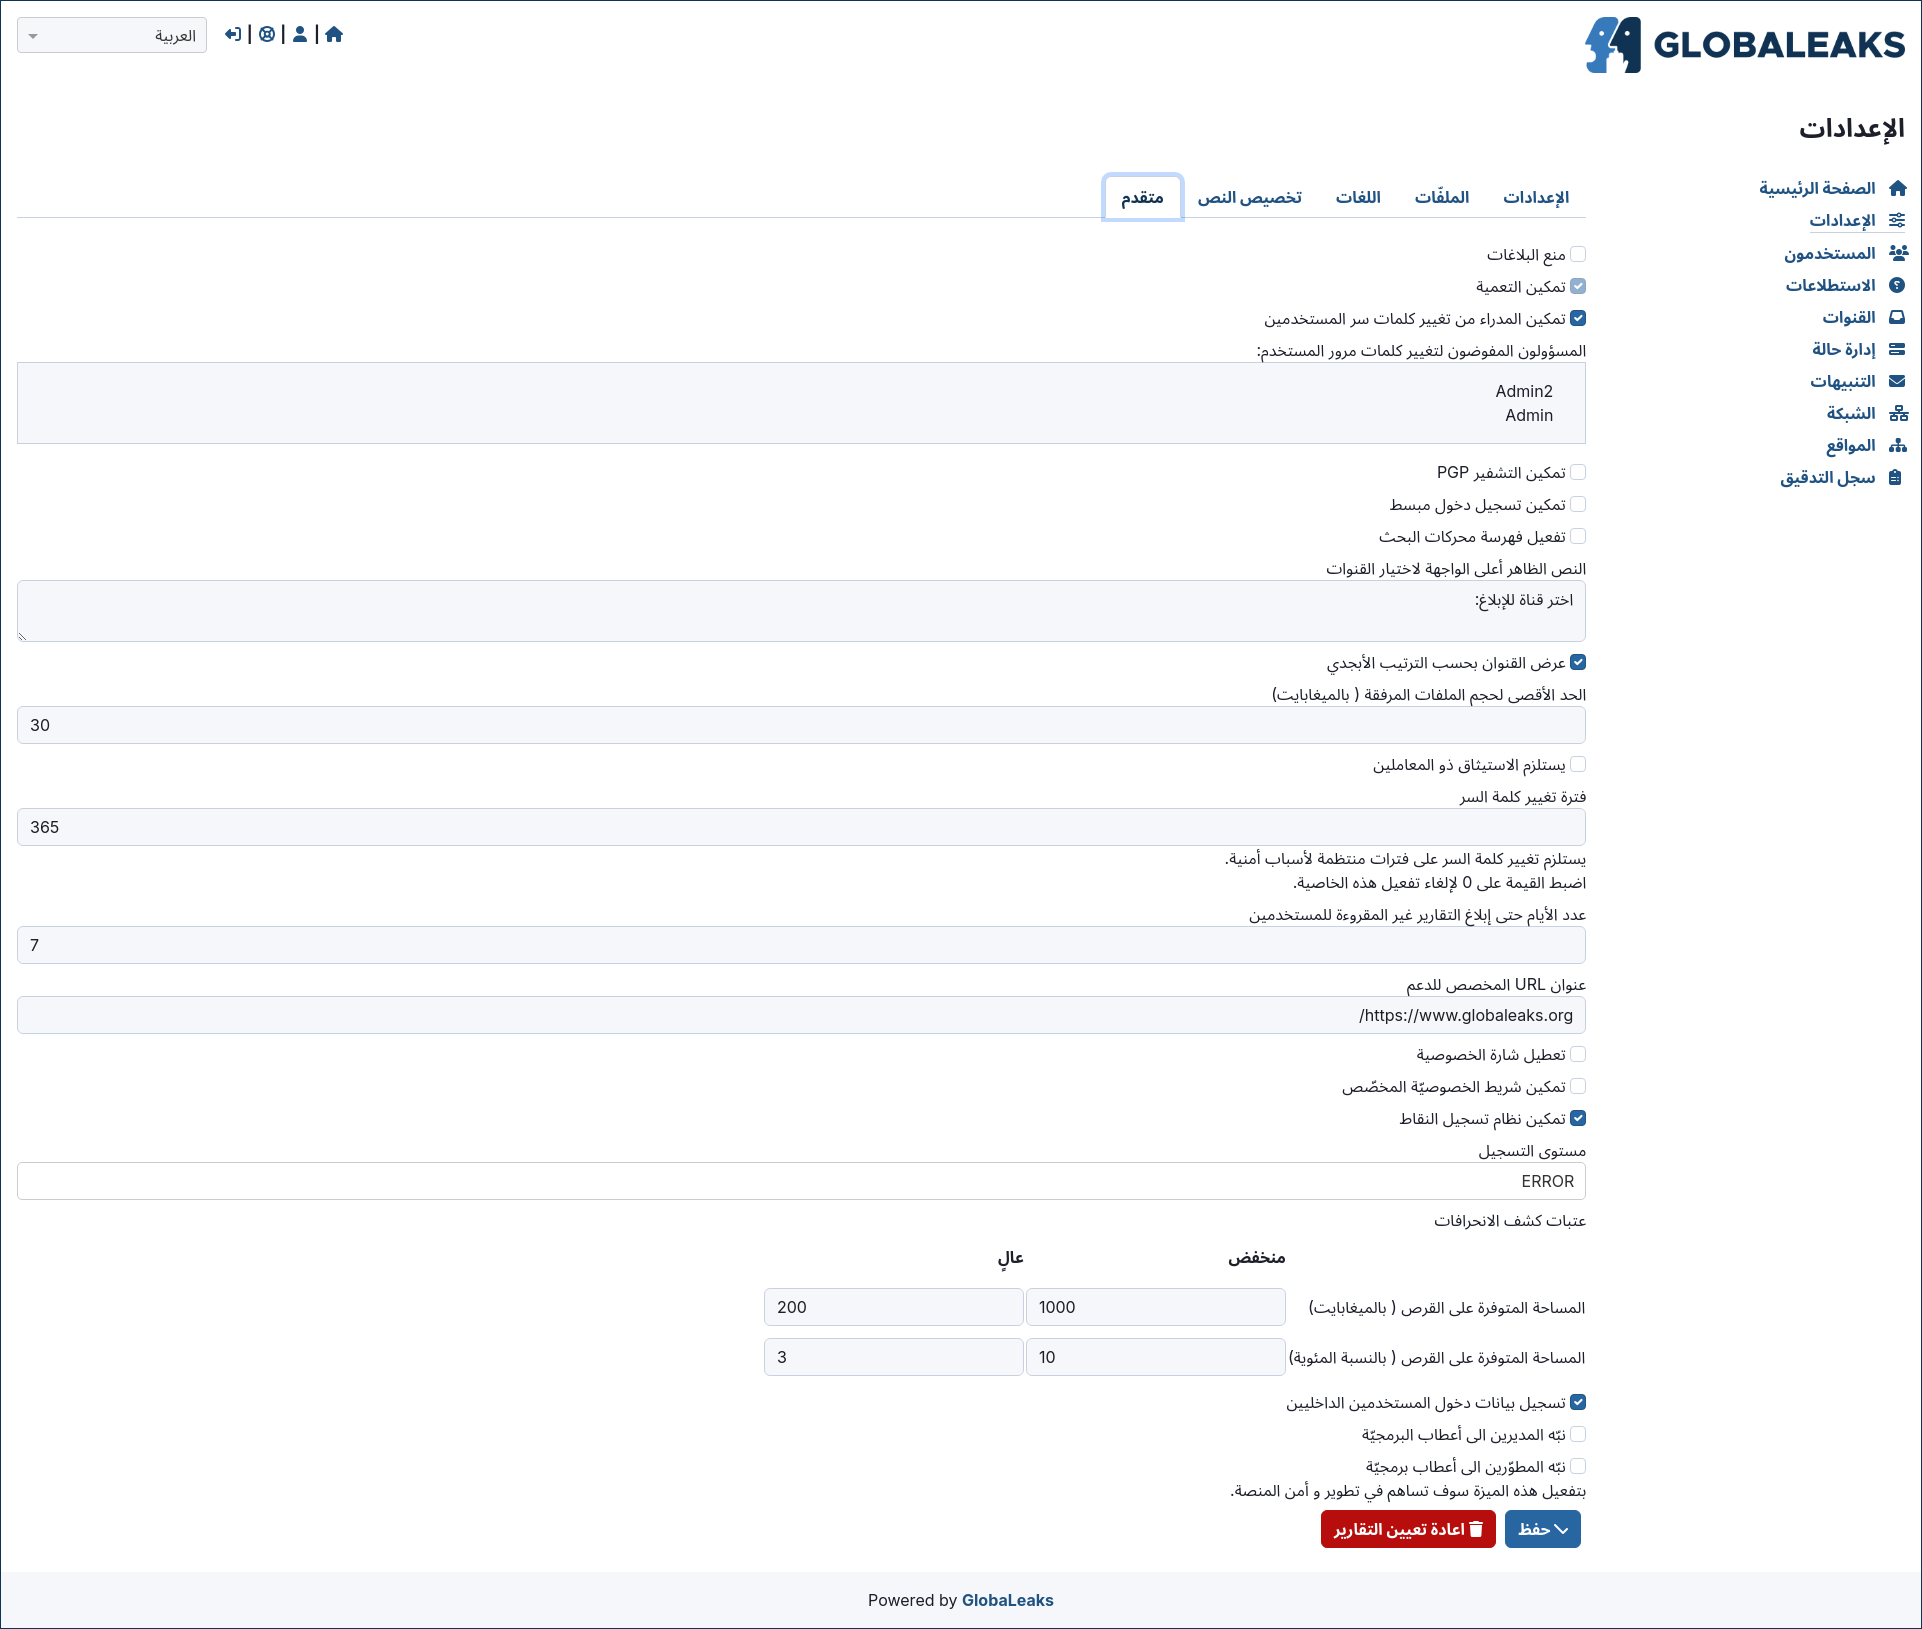 GLOBALEAKS
العربية
الإعدادات
الصفحة الرئيسية
الإعدادات
المستخدمون
الاستطلاعات
القنوات
إدارة حالة
التنبيهات
الشبكة
المواقع
سجل التدقيق
الإعدادات الملفّات اللغات تخصيص النص متقدم
منع البلاغات
تمكين التعمية
تمكين المدراء من تغيير كلمات سر المستخدمين
المسؤولون المفوضون لتغيير كلمات مرور المستخدم:
Admin2
Admin
تمكين التشفير PGP
تمكين تسجيل دخول مبسط
تفعيل فهرسة محركات البحث
النص الظاهر أعلى الواجهة لاختيار القنوات
اختر قناة للإبلاغ:
عرض القنوان بحسب الترتيب الأبجدي
الحد الأقصى لحجم الملفات المرفقة ( بالميغابايت)
30
يستلزم الاستيثاق ذو المعاملين
فترة تغيير كلمة السر
365
يستلزم تغيير كلمة السر على فترات منتظمة لأسباب أمنية.
اضبط القيمة على 0 لإلغاء تفعيل هذه الخاصية.
عدد الأيام حتى إبلاغ التقارير غير المقروءة للمستخدمين
7
عنوان URL المخصص للدعم
https://www.globaleaks.org/
تعطيل شارة الخصوصية
تمكين شريط الخصوصيّة المخصّص
تمكين نظام تسجيل النقاط
مستوى التسجيل
ERROR
عتبات كشف الانحرافات
منخفض عالٍ
المساحة المتوفرة على القرص ( بالميغابايت) 1000 200
المساحة المتوفرة على القرص ( بالنسبة المئوية) 10 3
تسجيل بيانات دخول المستخدمين الداخليين
نبّه المديرين الى أعطاب البرمجيّة
نبّه المطوّرين الى أعطاب برمجيّة
بتفعيل هذه الميزة سوف تساهم في تطوير و أمن المنصة.
حفظ اعادة تعيين التقارير
Powered by GlobaLeaks